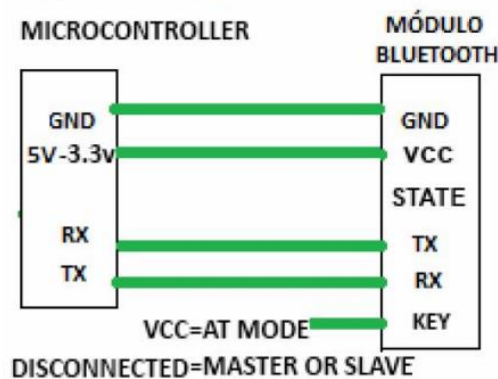 MICROCONTROLLER
MÓDULO
BLUETOOTH
GND
5V-3.3v
RX
TX
GND
VCC
STATE
TX
RX
KEY
VCC=AT MODE
DISCONNECTED=MASTER OR SLAVE